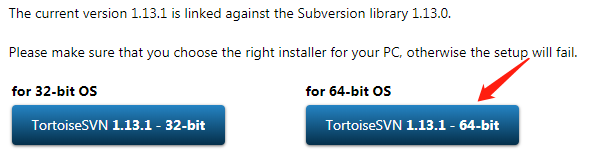 The current version 1.13.1 is linked against the Subversion library 1.13.0.
Please make sure that you choose the right installer for your PC, otherwise the setup will fail.
for 32-bit OS
for 64-bit OS
TortoiseSVN 1.13.1 - 32-bit
TortoiseSVN 1.13.1 - 64-bit